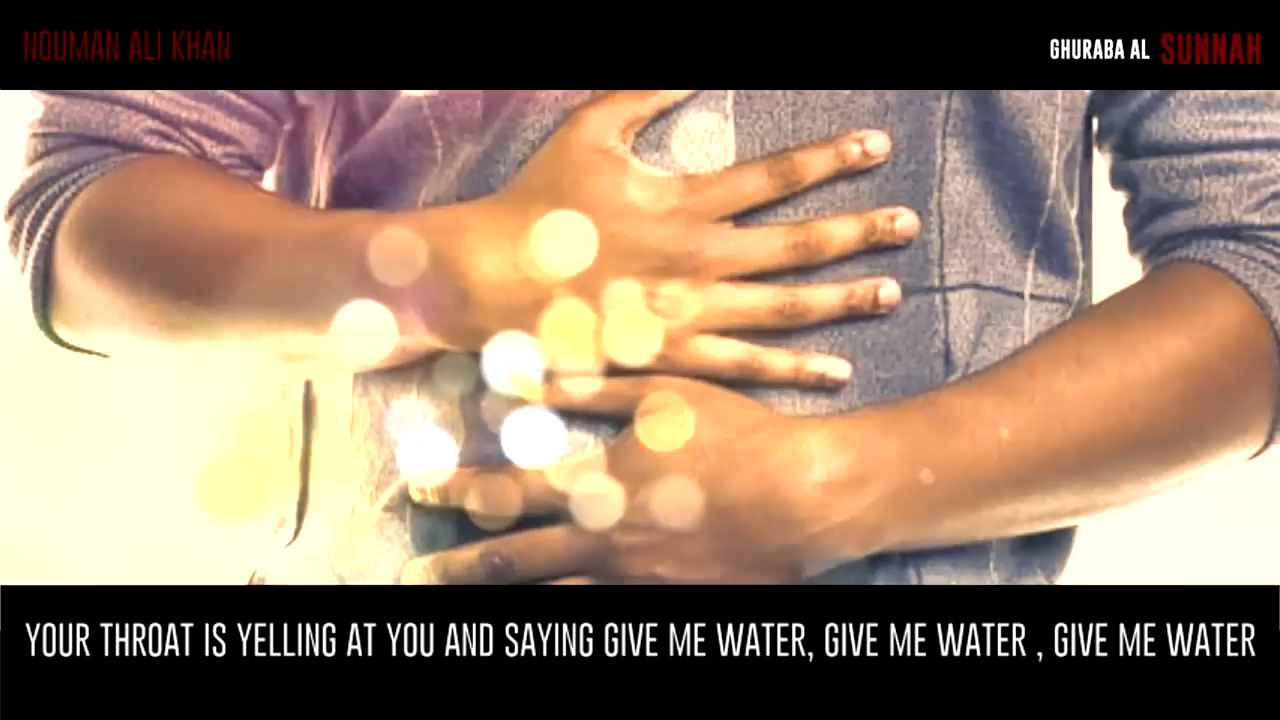 NOUMAN ALI KHAN
GHURABA AL SUNNAH
YOUR THROAT IS YELLING AT YOU AND SAYING GIVE ME WATER, GIVE ME WATER , GIVE ME WATER